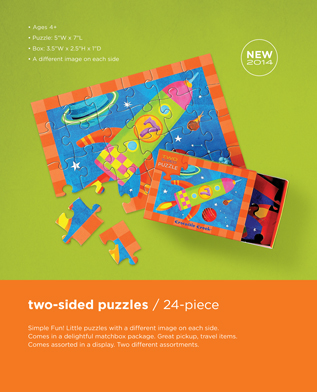 • Ages 4+
• Puzzle: 5"W x 7"L
• Box: 3.5"W x 2.5"H x 1"D
• A different image on each side
NEW
2014
PUZZLE
two-sided puzzles / 24-piece
Simple Fun! Little puzzles with a different image on each side.
Comes in a delightful matchbox package. Great pickup, travel items.
Comes assorted in a display. Two different assortments.